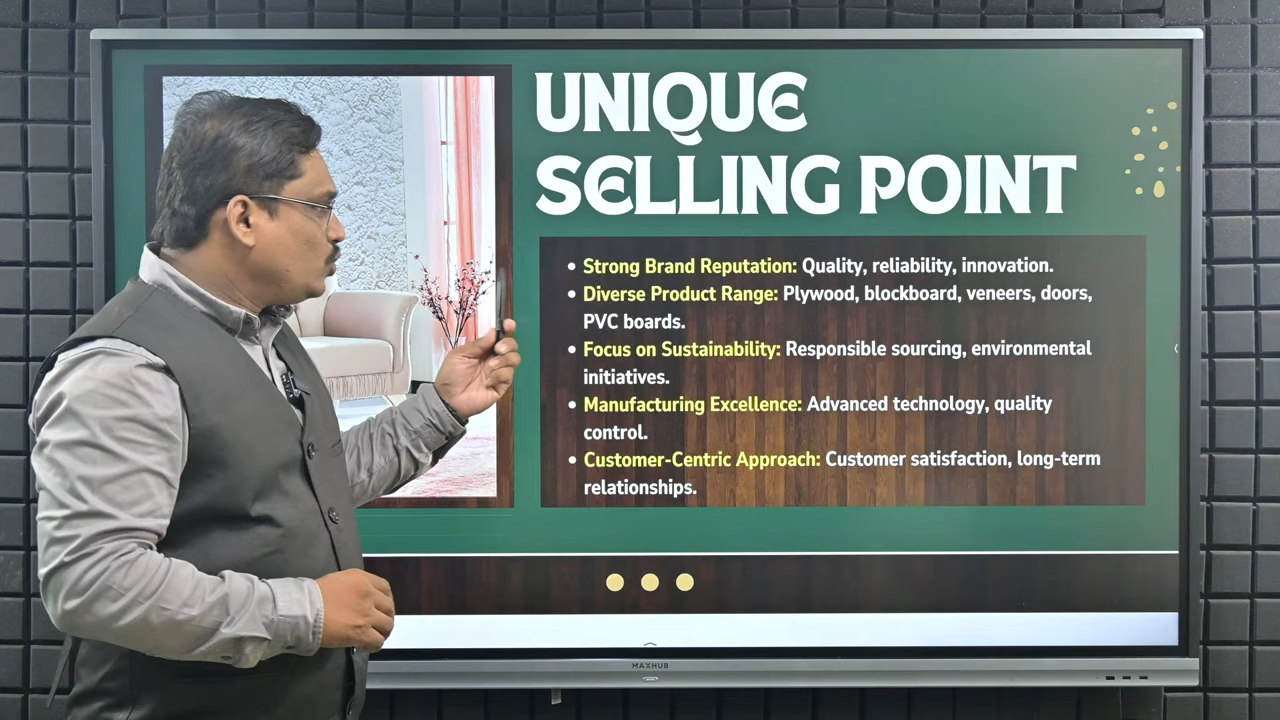 UNIQUE
SELLING POINT
• Strong Brand Reputation: Quality, reliability, innovation.
• Diverse Product Range: Plywood, blockboard, veneers, doors,
PVC boards.
• Focus on Sustainability: Responsible sourcing, environmental
initiatives.
• Manufacturing Excellence: Advanced technology, quality
control.
• Customer-Centric Approach: Customer satisfaction, long-term
relationships.
MAXHUB